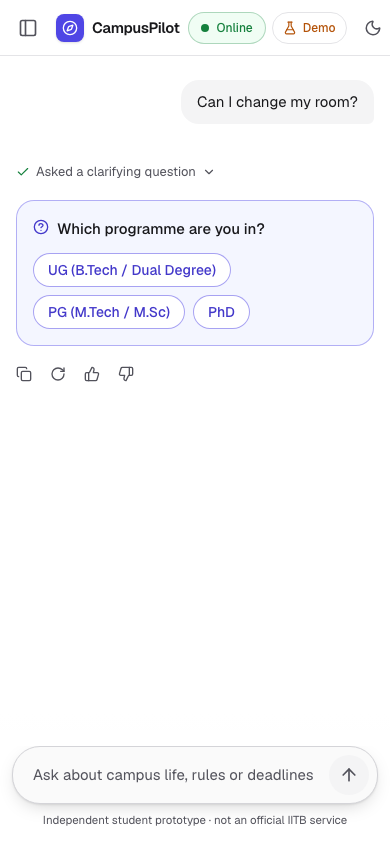 CampusPilot
Online
Demo
Can I change my room?
Asked a clarifying question
Which programme are you in?
UG (B.Tech / Dual Degree)
PG (M.Tech / M.Sc)
PhD
Ask about campus life, rules or deadlines
Independent student prototype · not an official IITB service